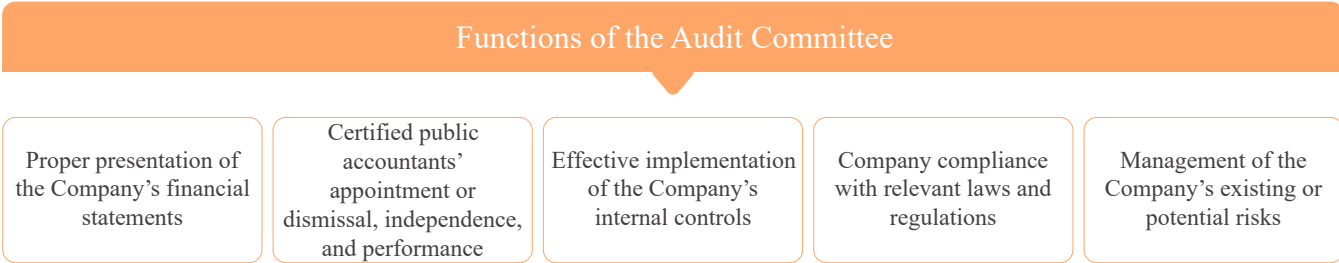 Functions of the Audit Committee
Proper presentation of
the Company’s financial
statements
Certified public
accountants’
appointment or
dismissal, independence,
and performance
Effective implementation
of the Company’s
internal controls
Company compliance
with relevant laws and
regulations
Management of the
Company’s existing or
potential risks